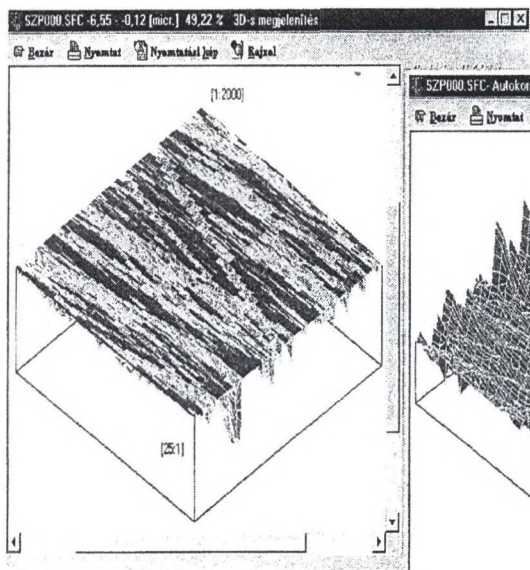 SZP000.SFC -6,55 - -0,12 [micr.] 49,22 % 3D-s megjelenítés
Bezár Nyomtat Nyomtatási kép Rajzol
[1:2000]
[25:1]
SZP000.SFC- Autokor
Bezár Nyomtat